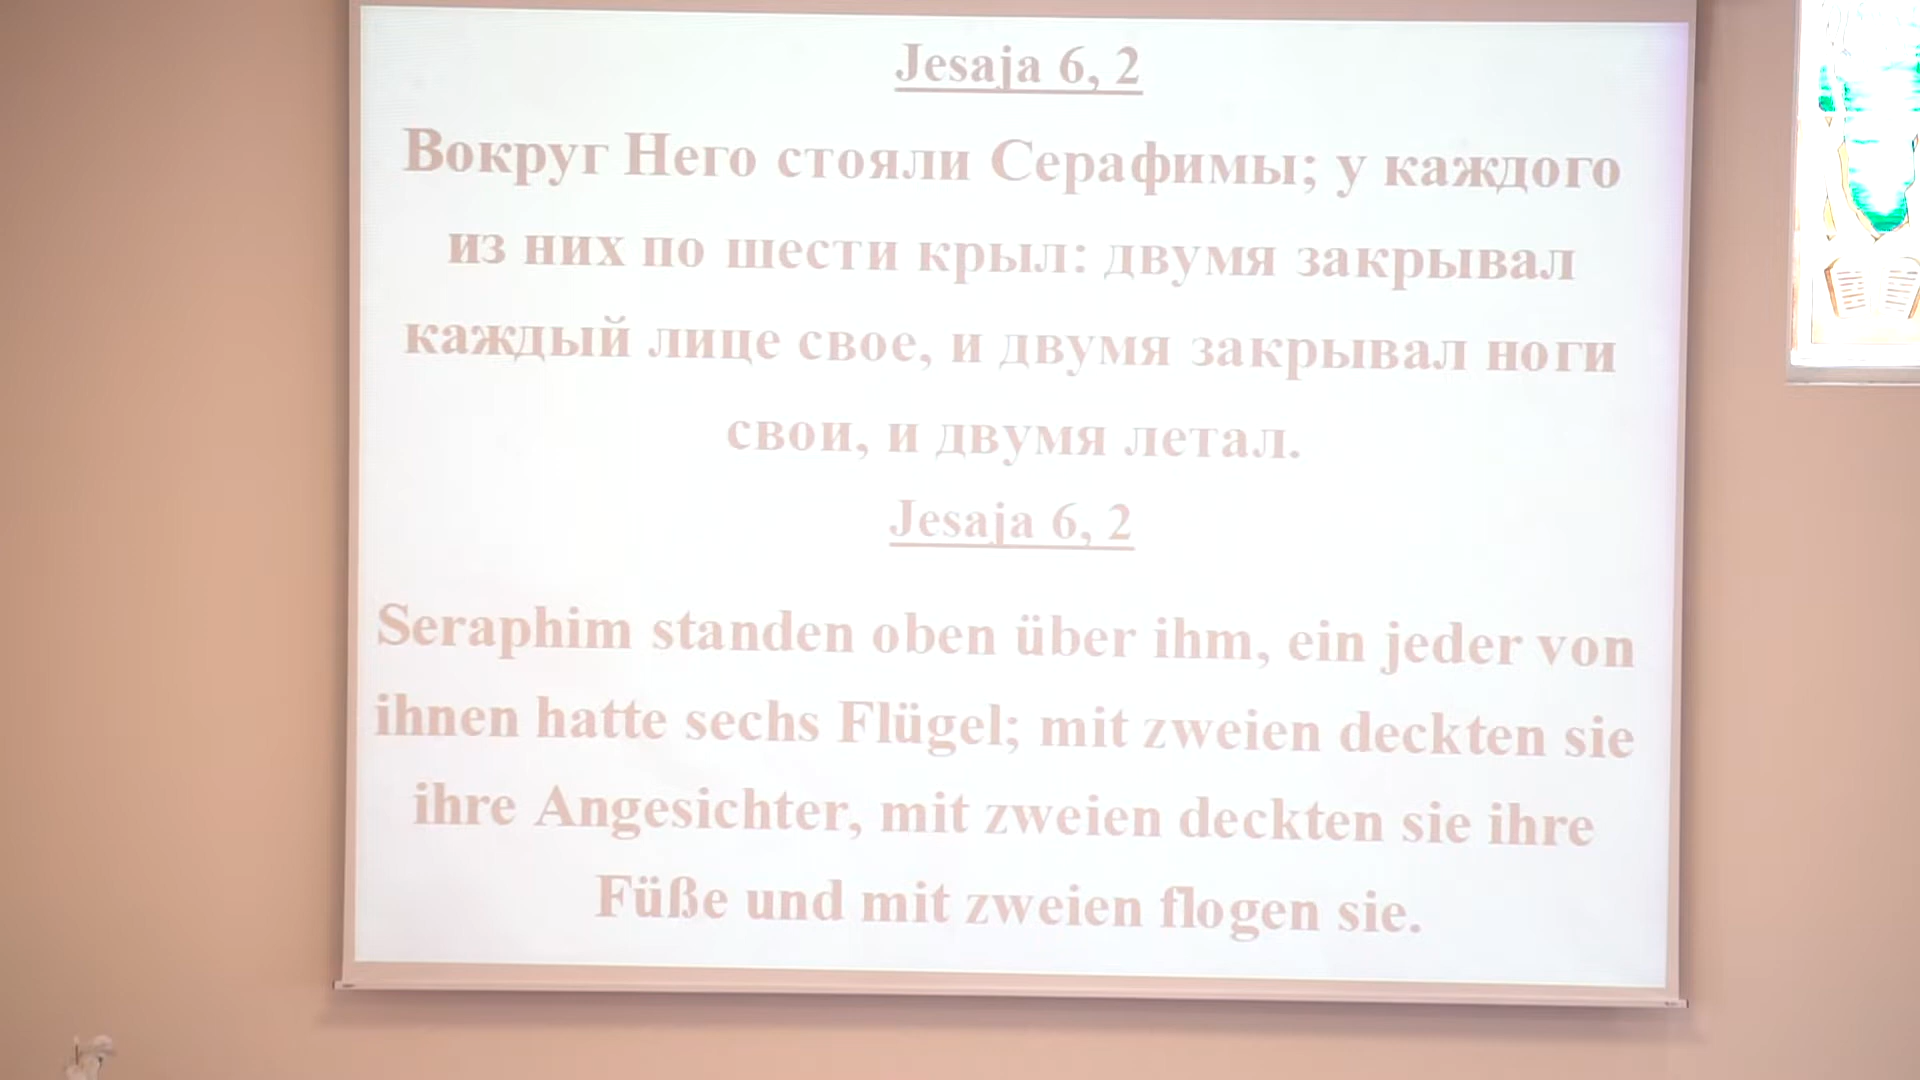 Jesaja 6, 2
Вокруг Него стояли Серафимы; у каждого
из них по шести крыл: двумя закрывал
каждый лице свое, и двумя закрывал ноги
свои, и двумя летал.
Jesaja 6, 2
Seraphim standen oben über ihm, ein jeder von
ihnen hatte sechs Flügel; mit zweien deckten sie
ihre Angesichter, mit zweien deckten sie ihre
Füße und mit zweien flogen sie.